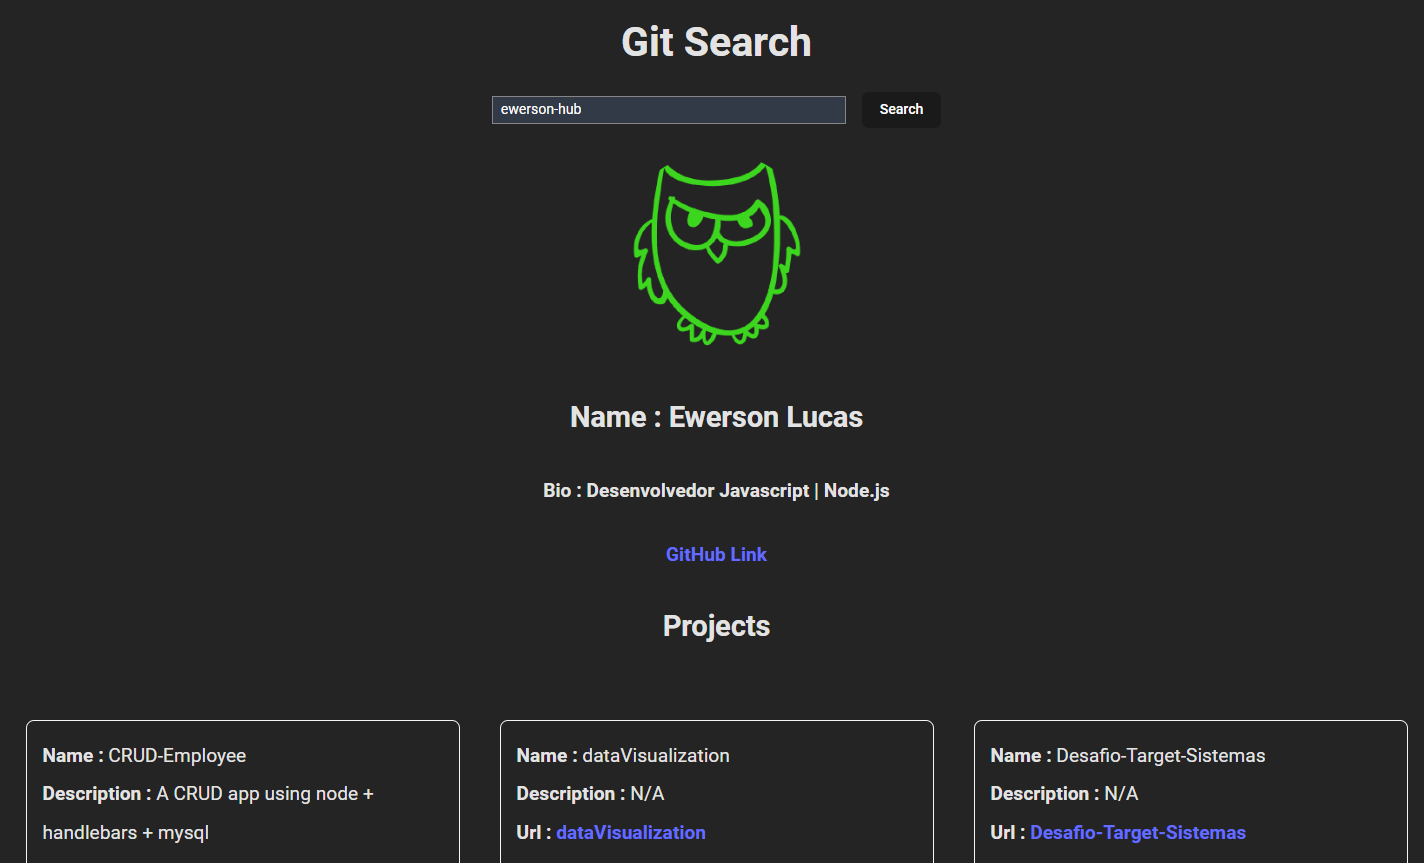 Git Search
ewerson-hub
Search
Name : Ewerson Lucas
Bio : Desenvolvedor Javascript | Node.js
GitHub Link
Projects
Name : CRUD-Employee
Description : A CRUD app using node +
handlebars + mysql
Name : dataVisualization
Description : N/A
Url : dataVisualization
Name : Desafio-Target-Sistemas
Description : N/A
Url : Desafio-Target-Sistemas